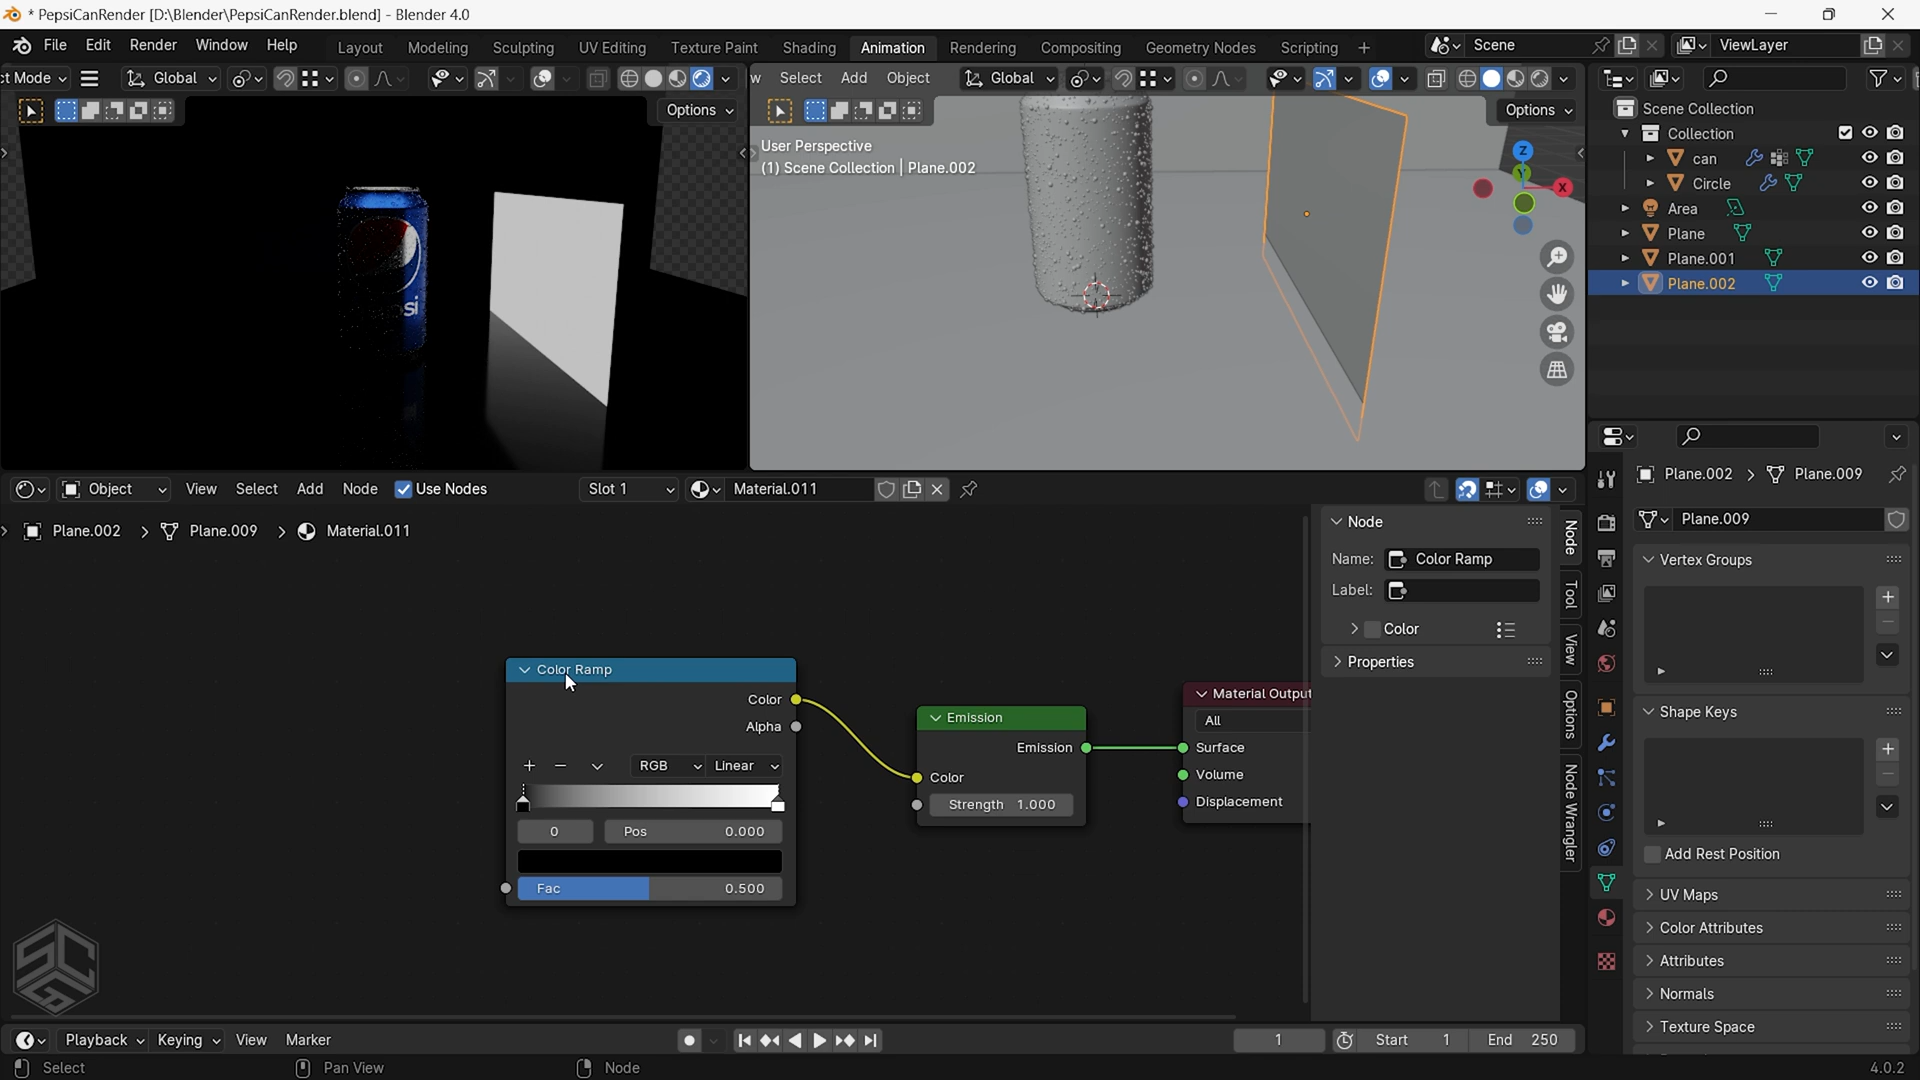 * PepsiCanRender [D:\Blender\PepsiCanRender.blend] - Blender 4.0
File Edit Render Window Help Layout Modeling Sculpting UV Editing Texture Paint Shading Animation Rendering Compositing Geometry Nodes Scripting + Scene ViewLayer
ct Mode Global w Select Add Object Global
Options Options
User Perspective
(1) Scene Collection | Plane.002
Z
Y
X
si
Scene Collection
Collection
can
Circle
Area
Plane
Plane.001
Plane.002
Object View Select Add Node Use Nodes Slot 1 Material.011
Plane.002 > Plane.009 > Material.011
Color Ramp
Color
Alpha
+ − RGB Linear
0 Pos 0.000
Fac 0.500
Emission
Emission
Color
Strength 1.000
Material Output
All
Surface
Volume
Displacement
Node
Name: Color Ramp
Label:
Color
Properties
Node
Tool
View
Options
Node Wrangler
Plane.002 > Plane.009
Plane.009
Vertex Groups
Shape Keys
Add Rest Position
UV Maps
Color Attributes
Attributes
Normals
Texture Space
Playback Keying View Marker 1 Start 1 End 250
Select Pan View Node 4.0.2